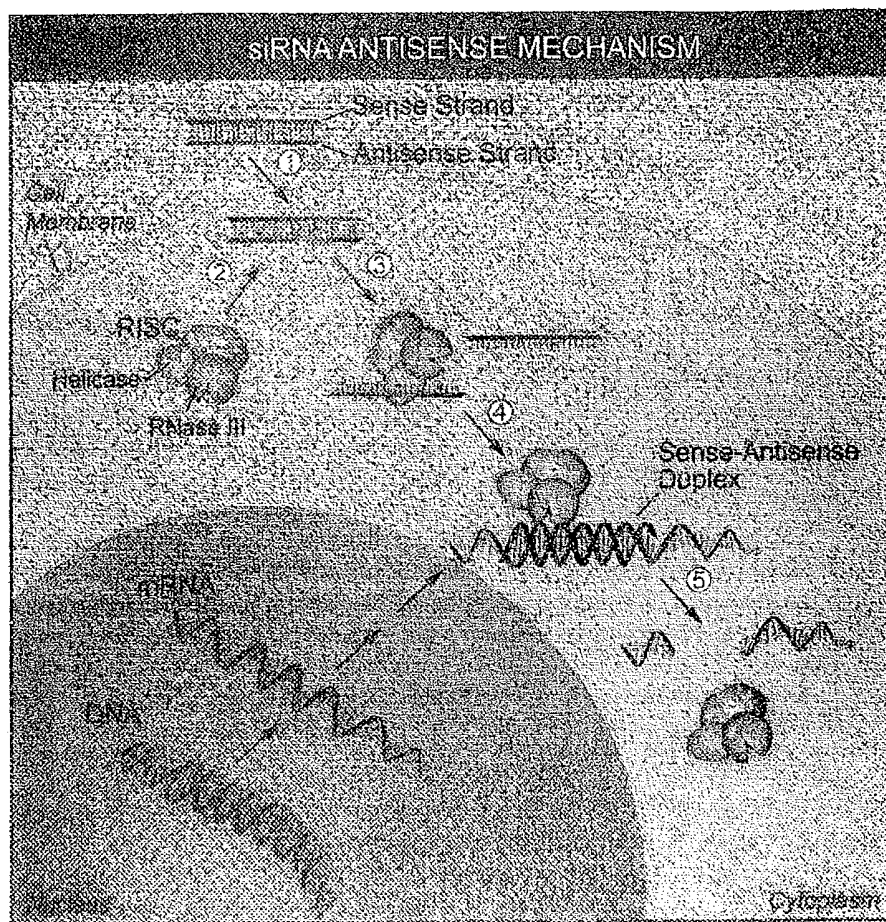 siRNA ANTISENSE MECHANISM
Sense Strand
①
Antisense Strand
Cell
Membrane
②
③
RISC
Helicase
RNase III
④
Sense-Antisense
Duplex
mRNA
⑤
DNA
Nucleus
Cytoplasm